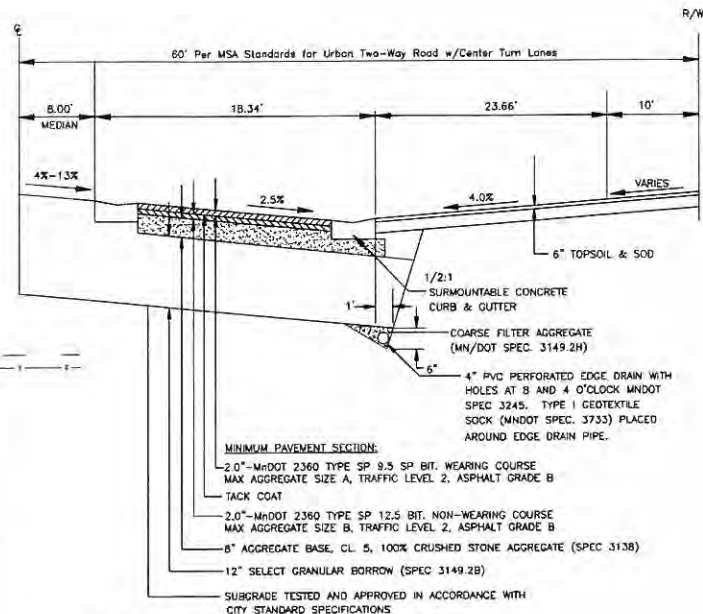 ℄
R/W
60' Per MSA Standards for Urban Two-Way Road w/Center Turn Lanes
8.00'
MEDIAN
18.34'
23.66'
10'
4%-13%
2.5%
4.0%
VARIES
6" TOPSOIL & SOD
1/2:1
SURMOUNTABLE CONCRETE
CURB & GUTTER
1'
COARSE FILTER AGGREGATE
(MN/DOT SPEC. 3149.2H)
6"
4" PVC PERFORATED EDGE DRAIN WITH
HOLES AT 8 AND 4 O'CLOCK MNDOT
SPEC 3245. TYPE I GEOTEXTILE
SOCK (MNDOT SPEC. 3733) PLACED
AROUND EDGE DRAIN PIPE.
MINIMUM PAVEMENT SECTION:
2.0"-MnDOT 2360 TYPE SP 9.5 SP BIT. WEARING COURSE
MAX AGGREGATE SIZE A, TRAFFIC LEVEL 2, ASPHALT GRADE B
TACK COAT
2.0"-MnDOT 2360 TYPE SP 12.5 BIT. NON-WEARING COURSE
MAX AGGREGATE SIZE B, TRAFFIC LEVEL 2, ASPHALT GRADE B
8" AGGREGATE BASE, CL. 5, 100% CRUSHED STONE AGGREGATE (SPEC 3138)
12" SELECT GRANULAR BORROW (SPEC 3149.2B)
SUBGRADE TESTED AND APPROVED IN ACCORDANCE WITH
CITY STANDARD SPECIFICATIONS